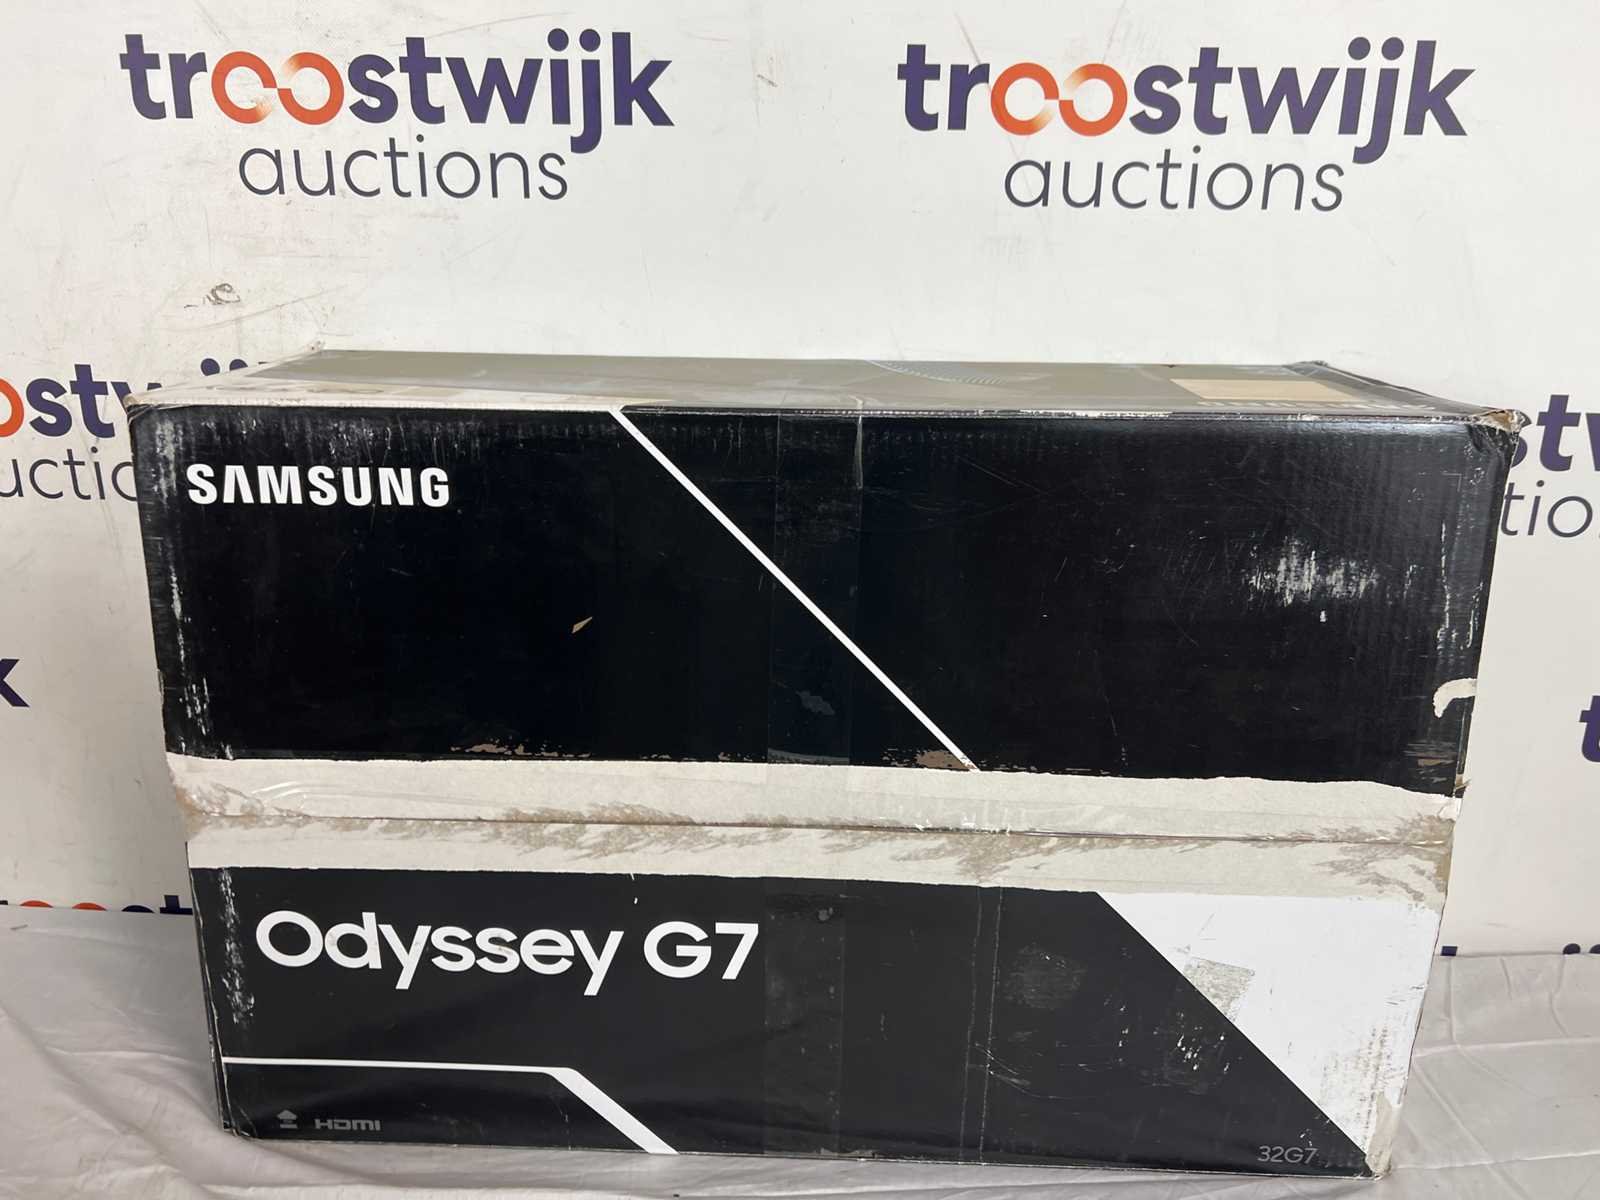 troostwijk
auctions
troostwijk
auctions
SAMSUNG
Odyssey G7
HDMI
32G7